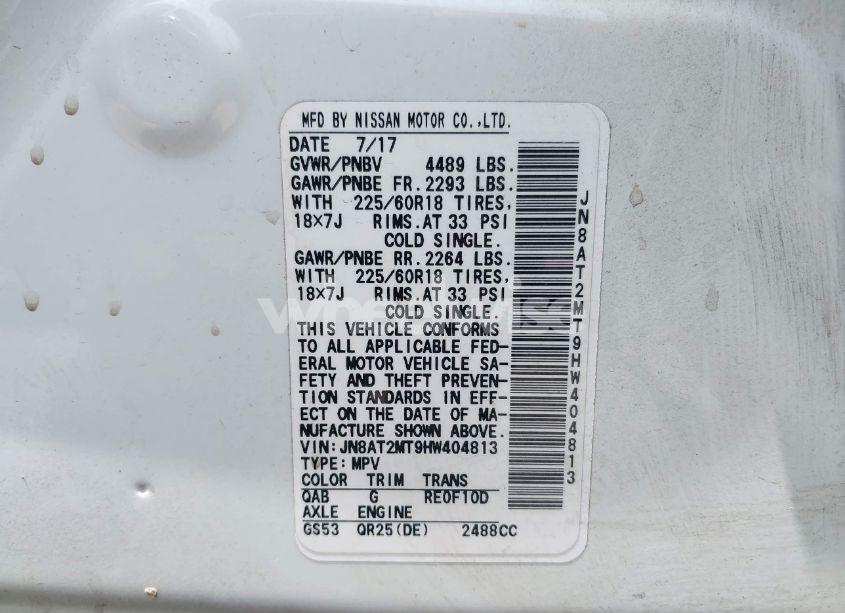 MFD BY NISSAN MOTOR CO.,LTD.
DATE 7/17
GVWR/PNBV 4489 LBS.
GAWR/PNBE FR. 2293 LBS.
WITH 225/60R18 TIRES,
18×7J RIMS. AT 33 PSI
COLD SINGLE.
GAWR/PNBE RR. 2264 LBS.
WITH 225/60R18 TIRES,
18×7J RIMS. AT 33 PSI
COLD SINGLE.
THIS VEHICLE CONFORMS
TO ALL APPLICABLE FED-
ERAL MOTOR VEHICLE SA-
FETY AND THEFT PREVEN-
TION STANDARDS IN EFF-
ECT ON THE DATE OF MA-
NUFACTURE SHOWN ABOVE.
VIN: JN8AT2MT9HW404813
TYPE: MPV
COLOR TRIM TRANS
QAB G RE0F10D
AXLE ENGINE
GS53 QR25(DE) 2488CC
JN8AT2MT9HW404813